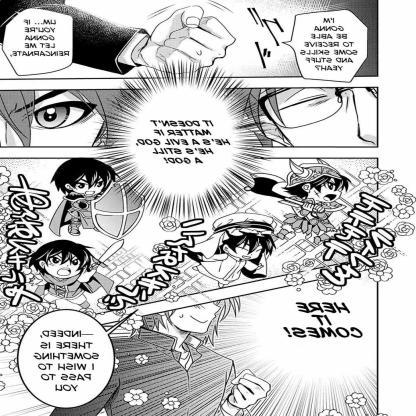 UM... IF
YOU'RE
GONNA
LET ME
REINCARNATE,
I'M
GONNA
BE ABLE
TO RECEIVE
SOME SKILLS
AND STUFF
YEAH?
IT DOESN'T
MATTER IF
HE'S A EVIL GOD,
HE'S STILL
A GOD!
HERE
IT
COMES!
—INDEED,
THERE IS
SOMETHING
I WISH TO
PASS TO
YOU